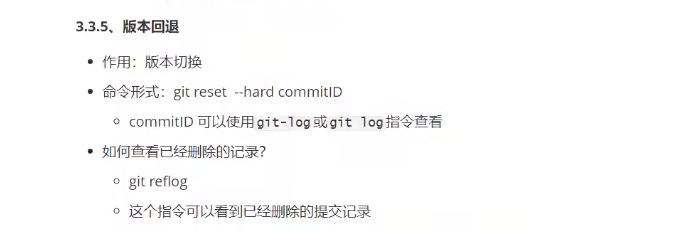 3.3.5、版本回退
作用：版本切换
命令形式：git reset --hard commitID
commitID 可以使用git-log或git log指令查看
如何查看已经删除的记录？
git reflog
这个指令可以看到已经删除的提交记录